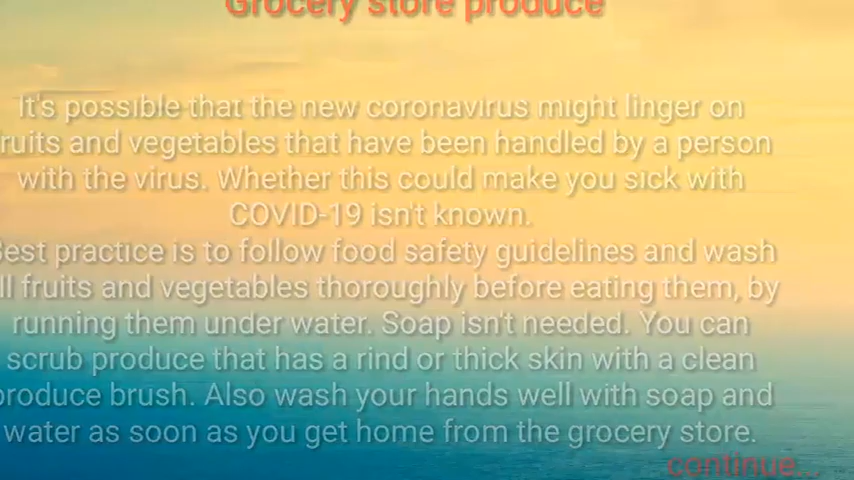 Grocery store produce
It's possible that the new coronavirus might linger on
ruits and vegetables that have been handled by a person
with the virus. Whether this could make you sick with
COVID-19 isn't known.
Best practice is to follow food safety guidelines and wash
ll fruits and vegetables thoroughly before eating them, by
running them under water. Soap isn't needed. You can
scrub produce that has a rind or thick skin with a clean
produce brush. Also wash your hands well with soap and
water as soon as you get home from the grocery store.
continue...